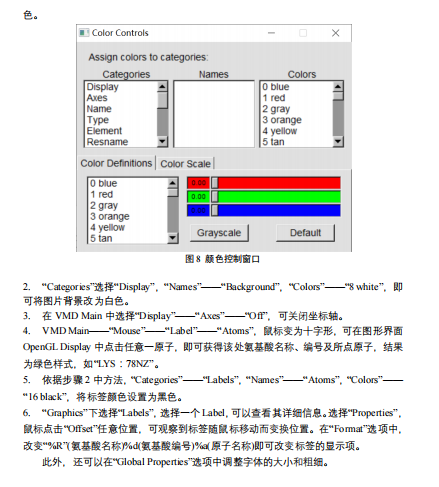 色。
Color Controls
Assign colors to categories:
Categories Names Colors
Display 0 blue
Axes 1 red
Name 2 gray
Type 3 orange
Element 4 yellow
Resname 5 tan
Color Definitions Color Scale
0 blue 0.00
1 red 0.00
2 gray
3 orange
4 yellow
5 tan
Grayscale Default
图 8 颜色控制窗口
2. “Categories”选择“Display”，“Names”——“Background”，“Colors”——“8 white”，即
可将图片背景改为白色。
3. 在 VMD Main 中选择“Display”——“Axes”——“Off”，可关闭坐标轴。
4. VMD Main——“Mouse”——“Label”——“Atoms”，鼠标变为十字形，可在图形界面
OpenGL Display 中点击任意一原子，即可获得该处氨基酸名称、编号及所点原子，结果
为绿色样式，如“LYS：78NZ”。
5. 依据步骤 2 中方法，“Categories”——“Labels”，“Names”——“Atoms”，“Colors”——
“16 black”，将标签颜色设置为黑色。
6. “Graphics”下选择“Labels”，选择一个 Label，可以查看其详细信息。选择“Properties”，
鼠标点击“Offset”任意位置，可观察到标签随鼠标移动而变换位置。在“Format”选项中，
改变“%R”(氨基酸名称)%d(氨基酸编号)%a(原子名称)即可改变标签的显示项。
此外，还可以在“Global Properties”选项中调整字体的大小和粗细。